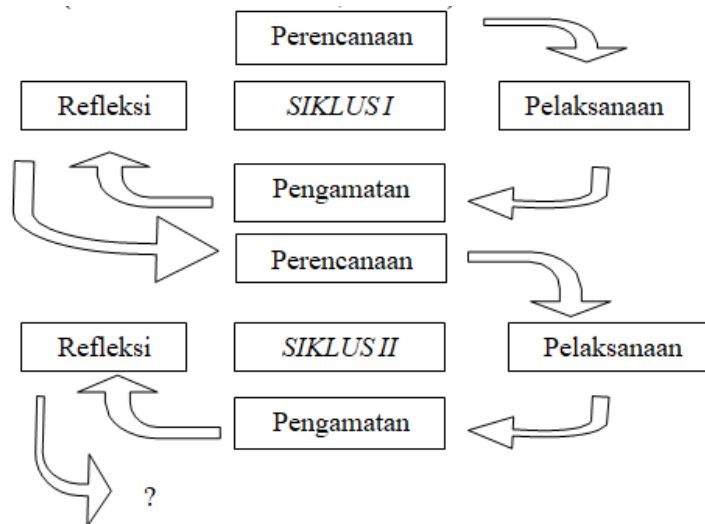 Perencanaan
Refleksi
SIKLUS I
Pelaksanaan
Pengamatan
Perencanaan
Refleksi
SIKLUS II
Pelaksanaan
Pengamatan
?